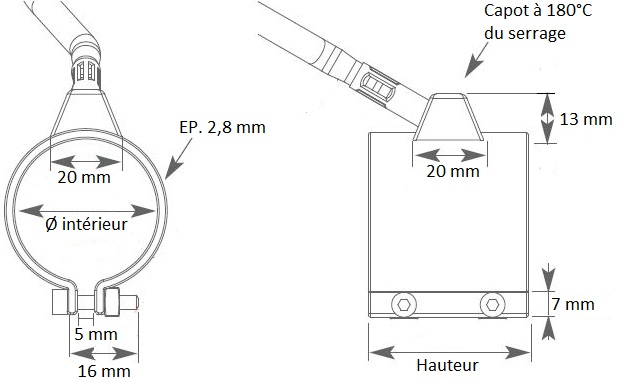 Capot à 180°C
du serrage
EP. 2,8 mm
13 mm
20 mm
20 mm
Ø intérieur
7 mm
5 mm
16 mm
Hauteur